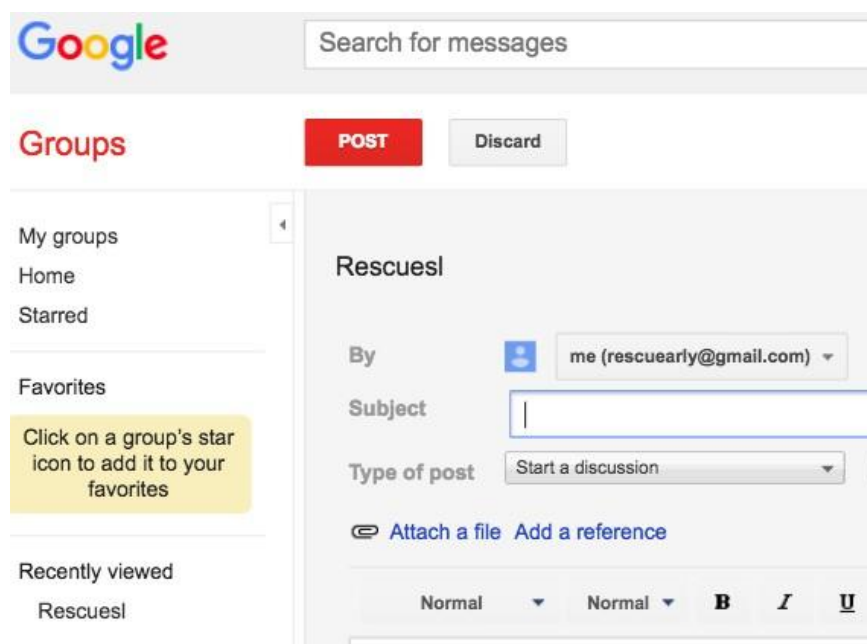 Google
Search for messages
Groups
POST
Discard
My groups
Home
Starred
Favorites
Click on a group's star
icon to add it to your
favorites
Recently viewed
Rescuesl
Rescuesl
By
me (rescuearly@gmail.com)
Subject
Type of post
Start a discussion
Attach a file Add a reference
Normal
Normal
B
I
U